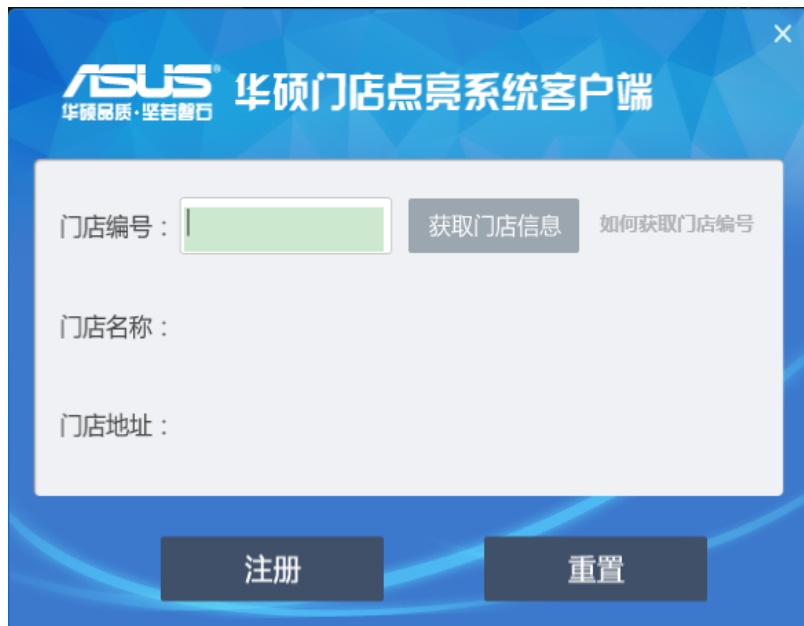 ASUS® 华硕门店点亮系统客户端
华硕品质·坚若磐石
门店编号： 获取门店信息 如何获取门店编号
门店名称：
门店地址：
注册 重置